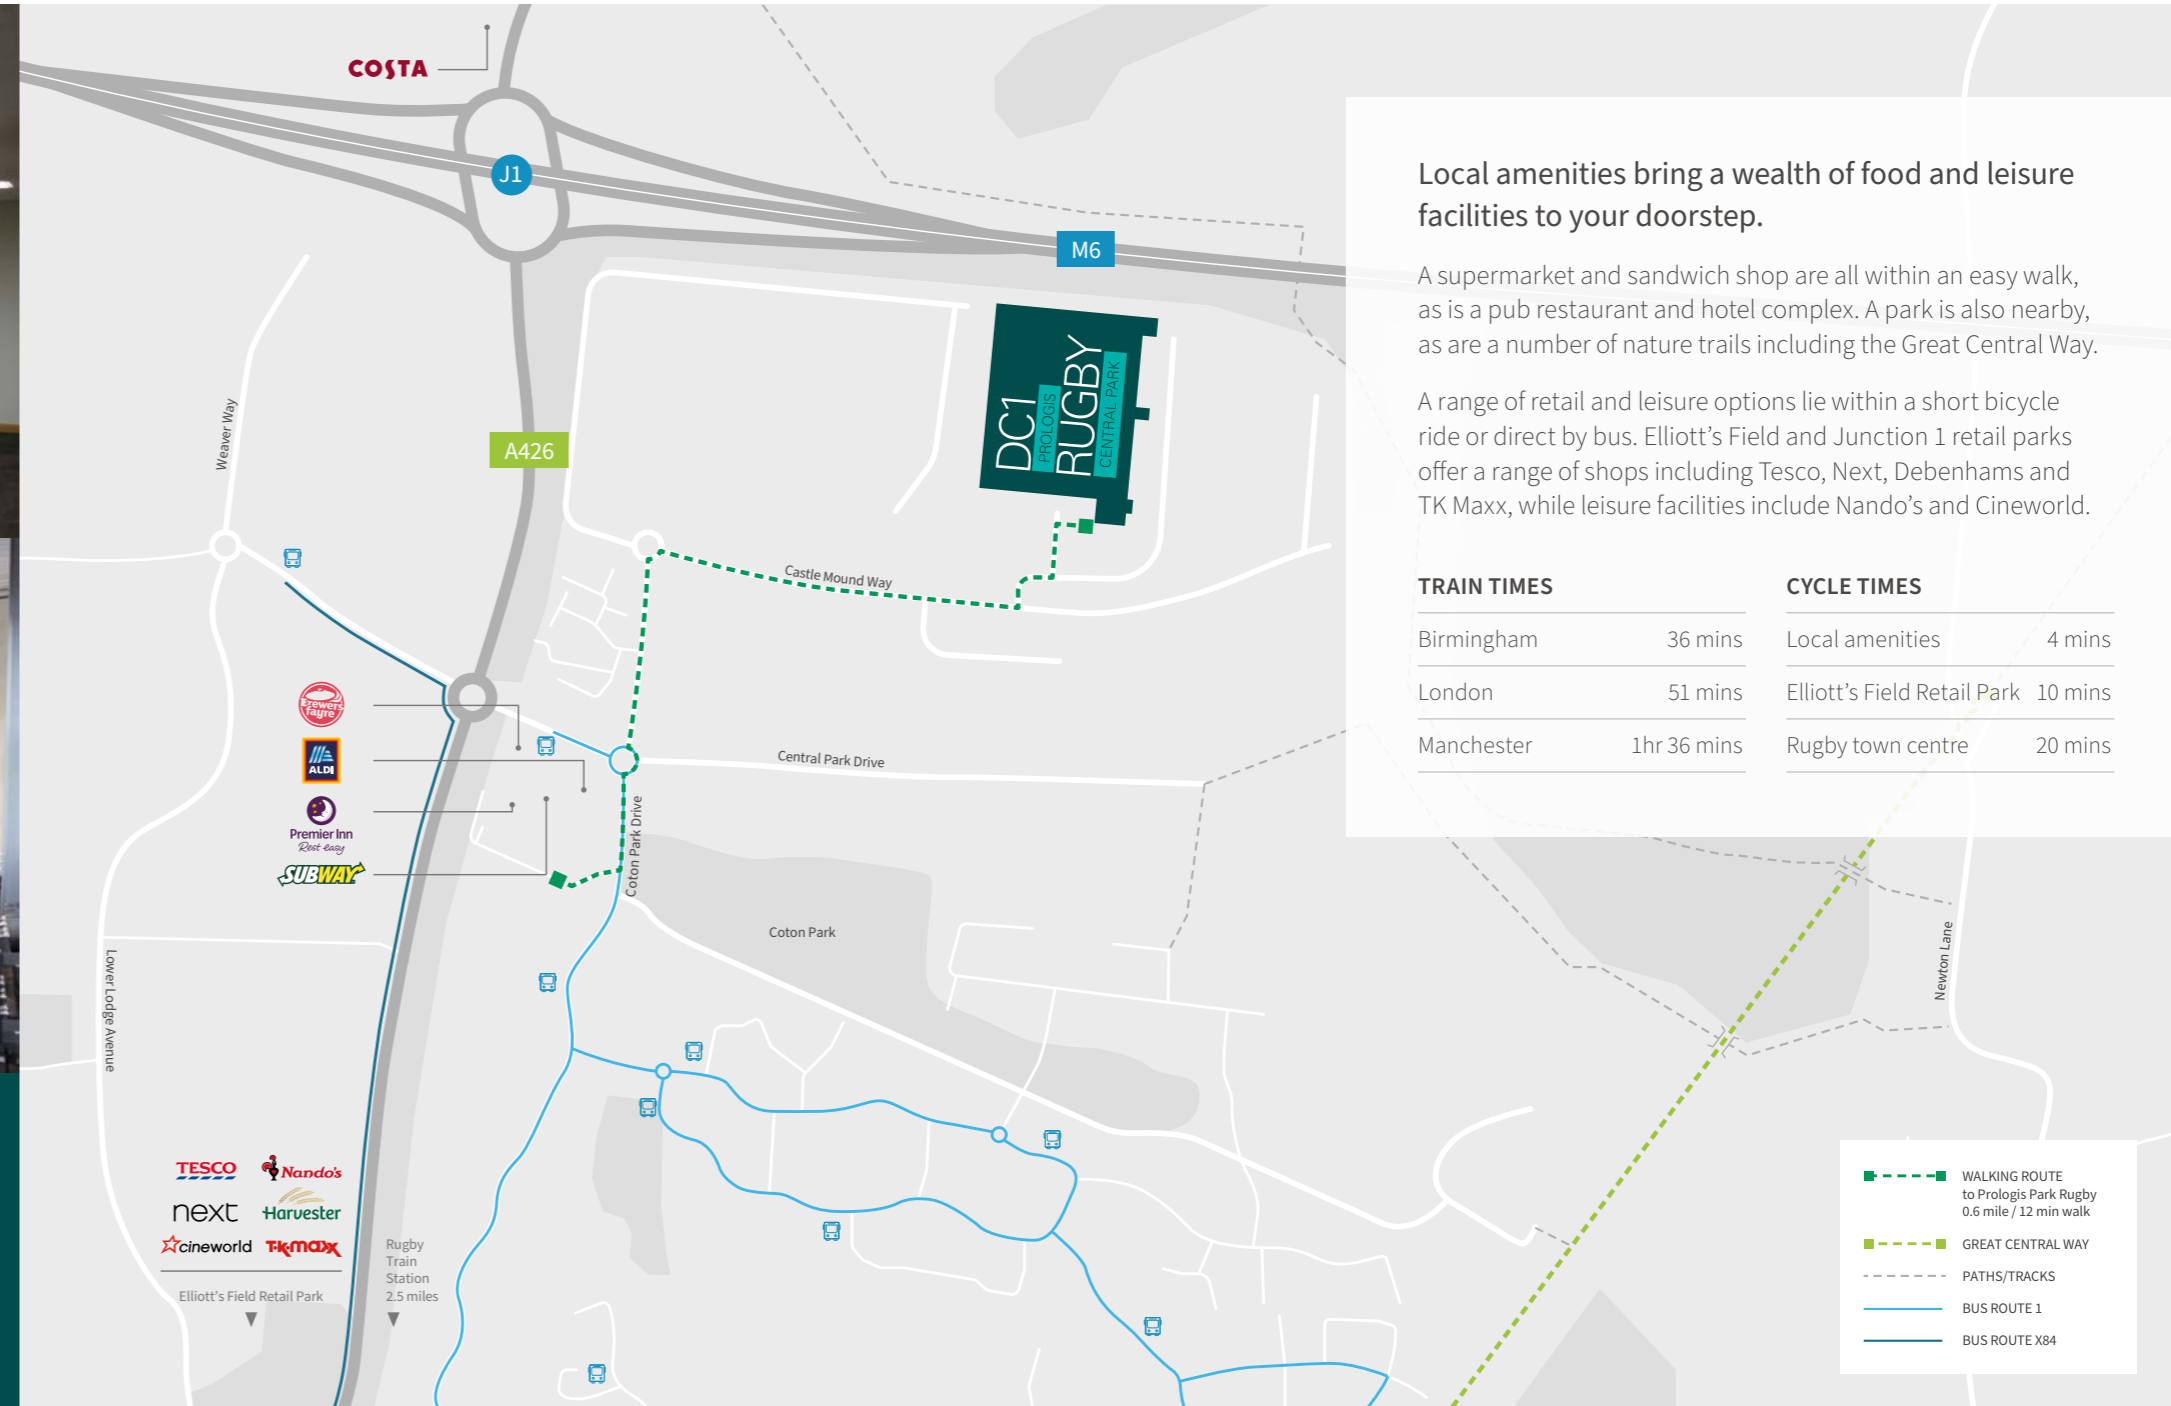 COSTA
J1
M6
Local amenities bring a wealth of food and leisure
facilities to your doorstep.
A supermarket and sandwich shop are all within an easy walk,
as is a pub restaurant and hotel complex. A park is also nearby,
as are a number of nature trails including the Great Central Way.
A range of retail and leisure options lie within a short bicycle
ride or direct by bus. Elliott’s Field and Junction 1 retail parks
offer a range of shops including Tesco, Next, Debenhams and
TK Maxx, while leisure facilities include Nando’s and Cineworld.
TRAIN TIMES
Birmingham 36 mins
London 51 mins
Manchester 1hr 36 mins
CYCLE TIMES
Local amenities 4 mins
Elliott’s Field Retail Park 10 mins
Rugby town centre 20 mins
DC1
PROLOGIS
RUGBY
CENTRAL PARK
Weaver Way
A426
Castle Mound Way
Brewers
fayre
ALDI
Premier Inn
Rest easy
SUBWAY
Central Park Drive
Coton Park Drive
Coton Park
Lower Lodge Avenue
Newton Lane
TESCO
Nando's
next
Harvester
cineworld
T.K.maxx
Elliott’s Field Retail Park
Rugby
Train
Station
2.5 miles
WALKING ROUTE
to Prologis Park Rugby
0.6 mile / 12 min walk
GREAT CENTRAL WAY
PATHS/TRACKS
BUS ROUTE 1
BUS ROUTE X84